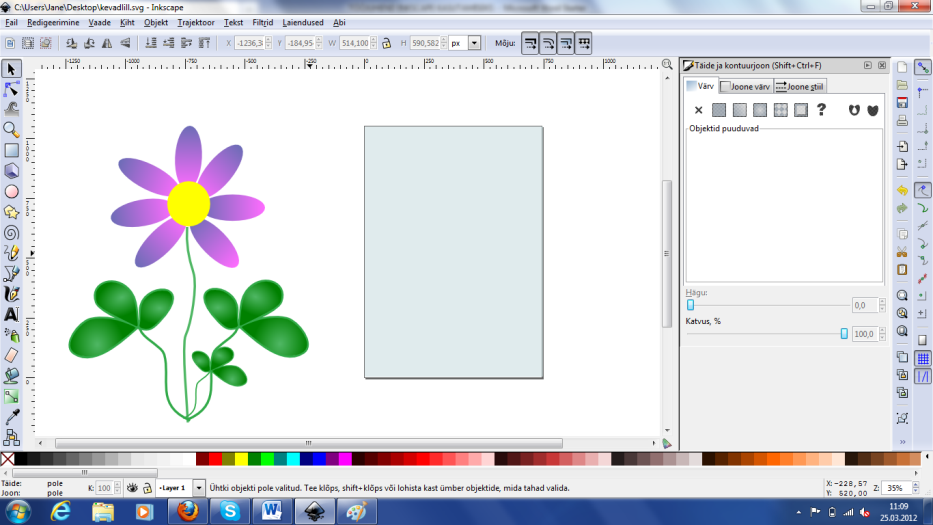 C:\Users\Jane\Desktop\kevadlill.svg - Inkscape
Fail Redigeerimine Vaade Kiht Objekt Trajektoor Tekst Filtrid Laiendused Abi
X -1236,3 Y -184,95 W 514,100 H 590,582 px Mõju:
-1250 -1000 -750 -500 -250 0 250 500 750 1000
Täide ja kontuurjoon (Shift+Ctrl+F)
Värv Joone värv Joone stiil
?
Objektid puuduvad
Hägu:
0,0
Katvus, %
100,0
Täide: pole
Joon: pole
K: 100
Layer 1
Ühtki objekti pole valitud. Tee klõps, shift+klõps või lohista kast ümber objektide, mida tahad valida.
X:-228,57
Y: 520,00
Z: 35%
11:09
25.03.2012